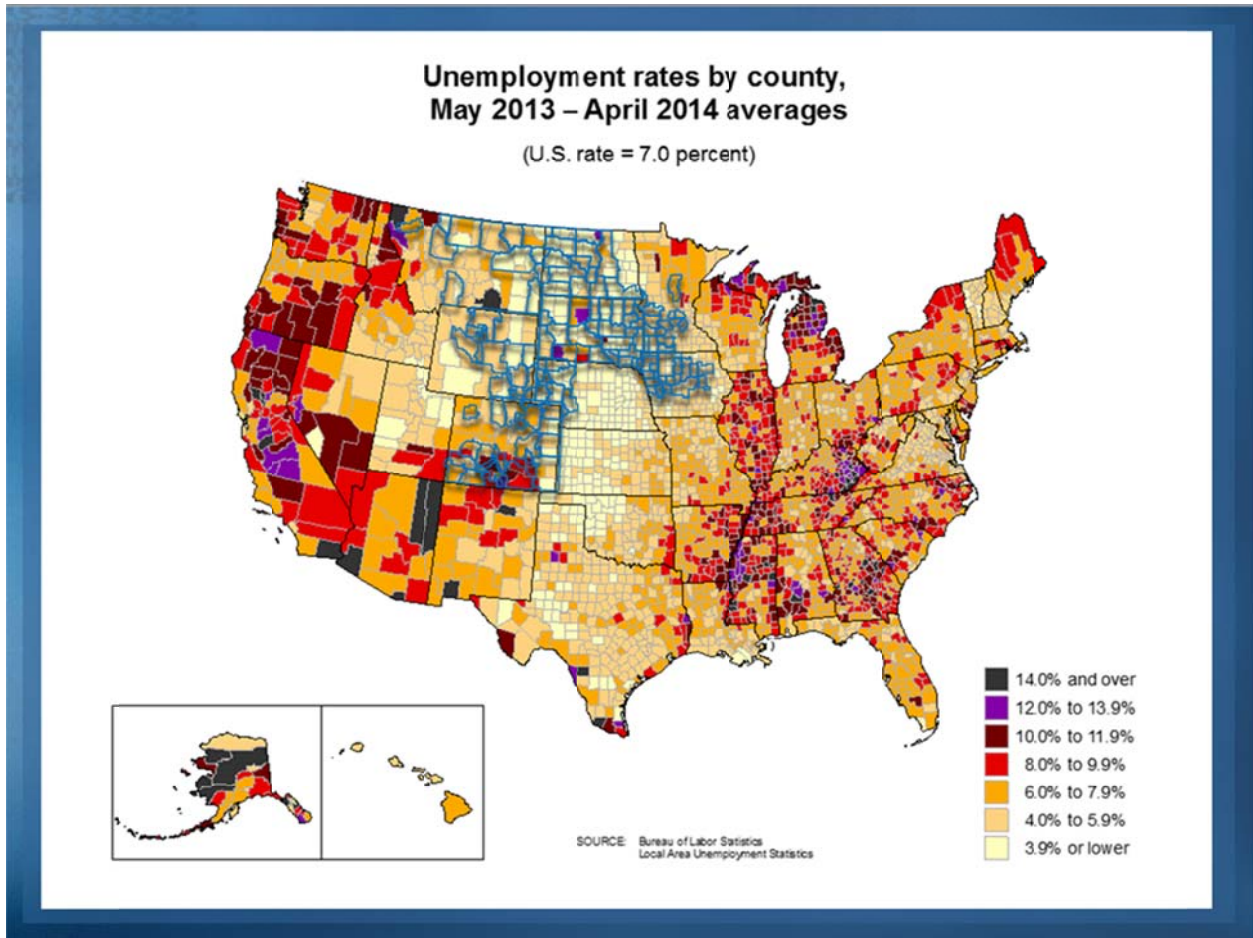 Unemployment rates by county,
May 2013 – April 2014 averages
(U.S. rate = 7.0 percent)
14.0% and over
12.0% to 13.9%
10.0% to 11.9%
8.0% to 9.9%
6.0% to 7.9%
4.0% to 5.9%
3.9% or lower
SOURCE: Bureau of Labor Statistics
Local Area Unemployment Statistics